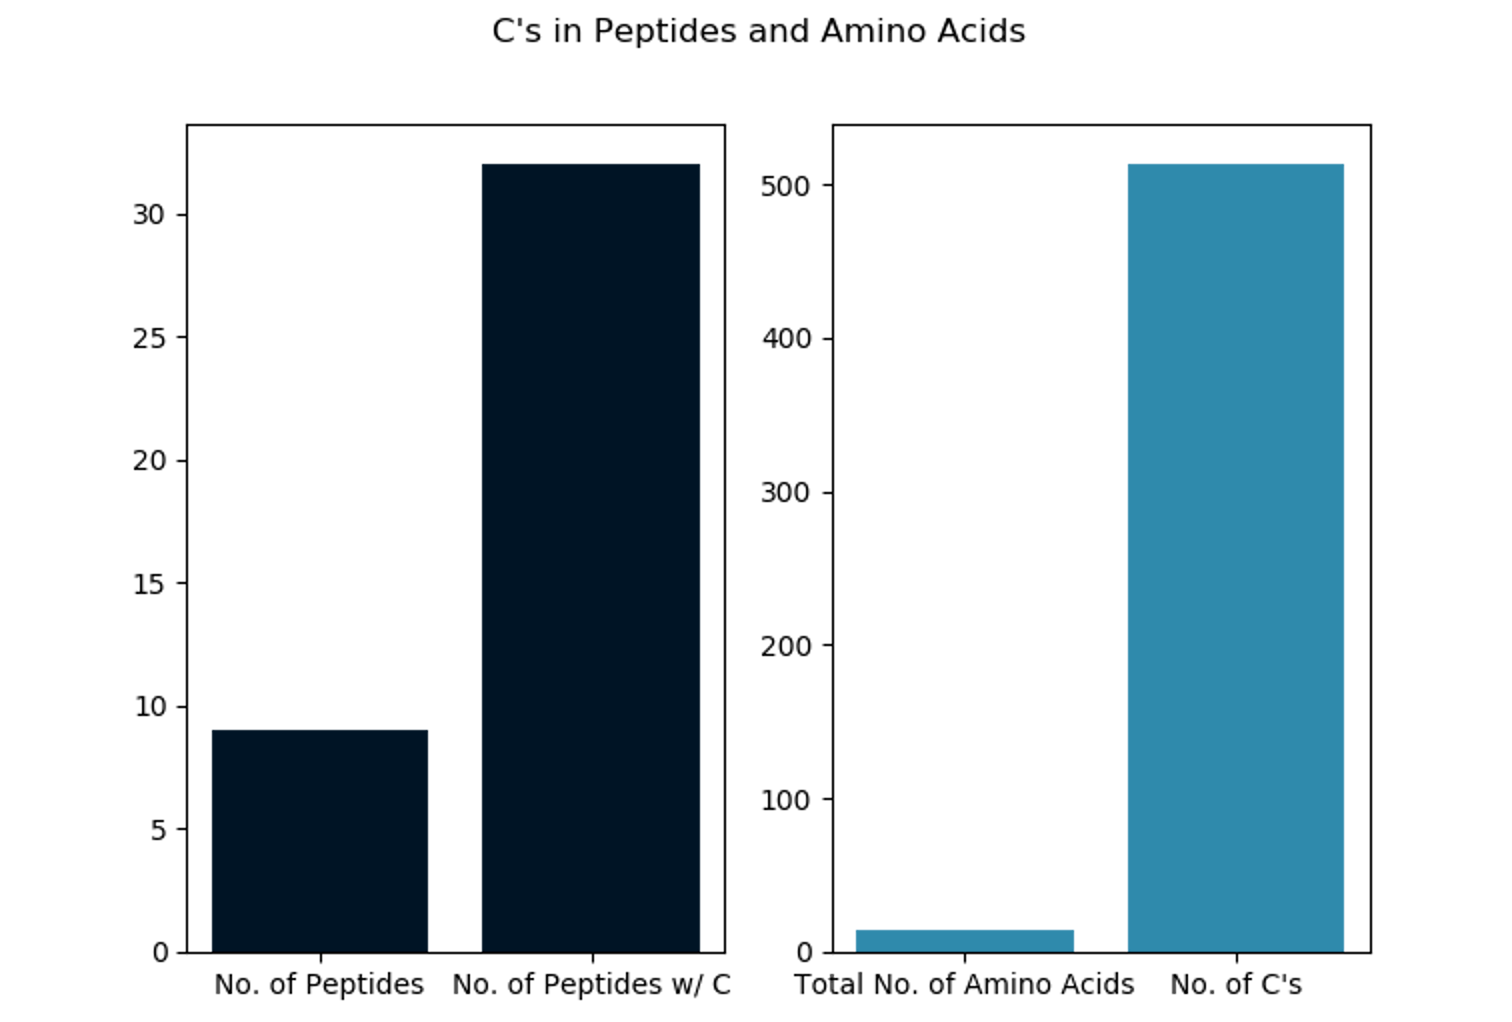 C's in Peptides and Amino Acids
30
25
20
15
10
5
0
No. of Peptides
No. of Peptides w/ C
500
400
300
200
100
0
Total No. of Amino Acids
No. of C's